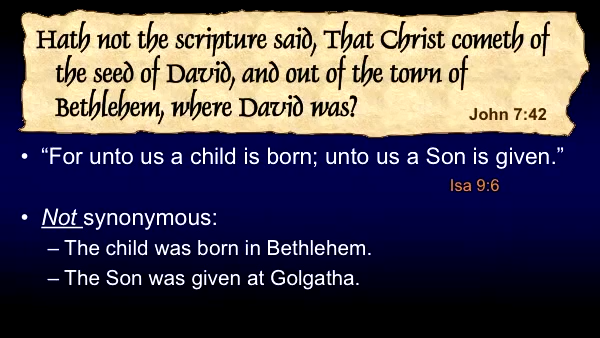 Hath not the scripture said, That Christ cometh of
the seed of David, and out of the town of
Bethlehem, where David was?
John 7:42
• “For unto us a child is born; unto us a Son is given.”
Isa 9:6
• Not synonymous:
– The child was born in Bethlehem.
– The Son was given at Golgatha.